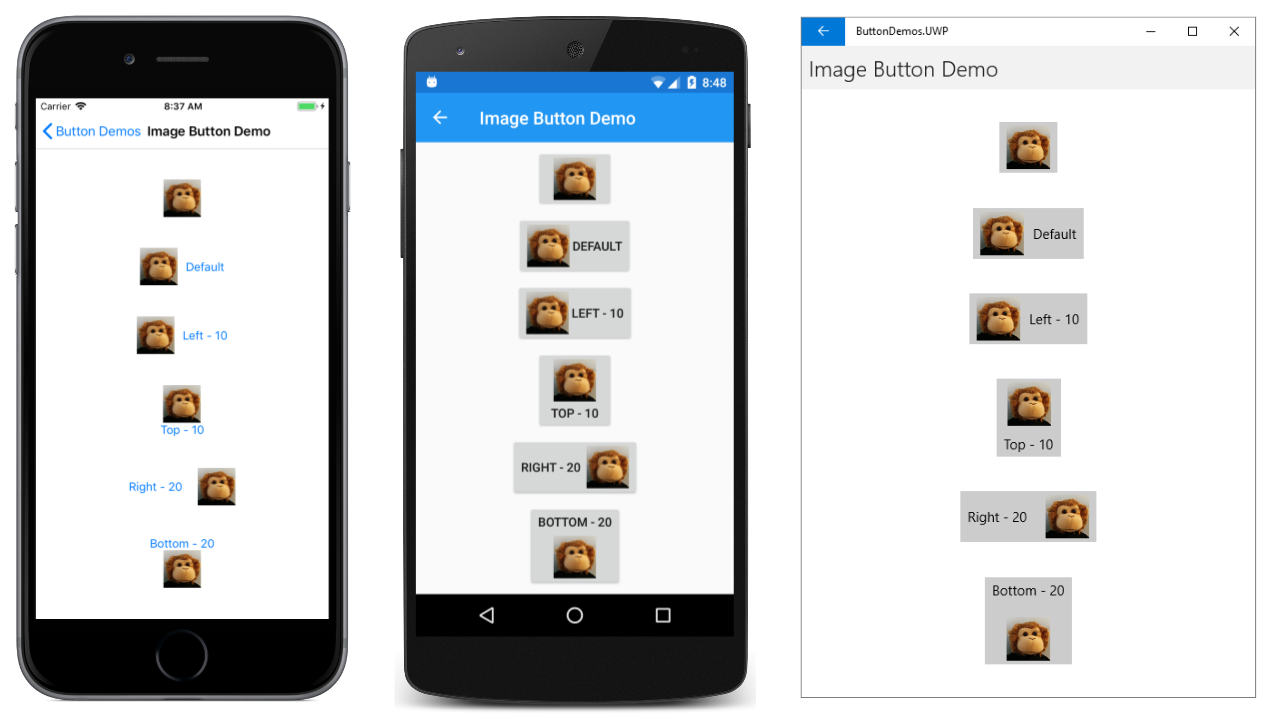 Carrier 8:37 AM
Button Demos Image Button Demo
Default
Left - 10
Top - 10
Right - 20
Bottom - 20
8:48
Image Button Demo
DEFAULT
LEFT - 10
TOP - 10
RIGHT - 20
BOTTOM - 20
ButtonDemos.UWP
Image Button Demo
Default
Left - 10
Top - 10
Right - 20
Bottom - 20